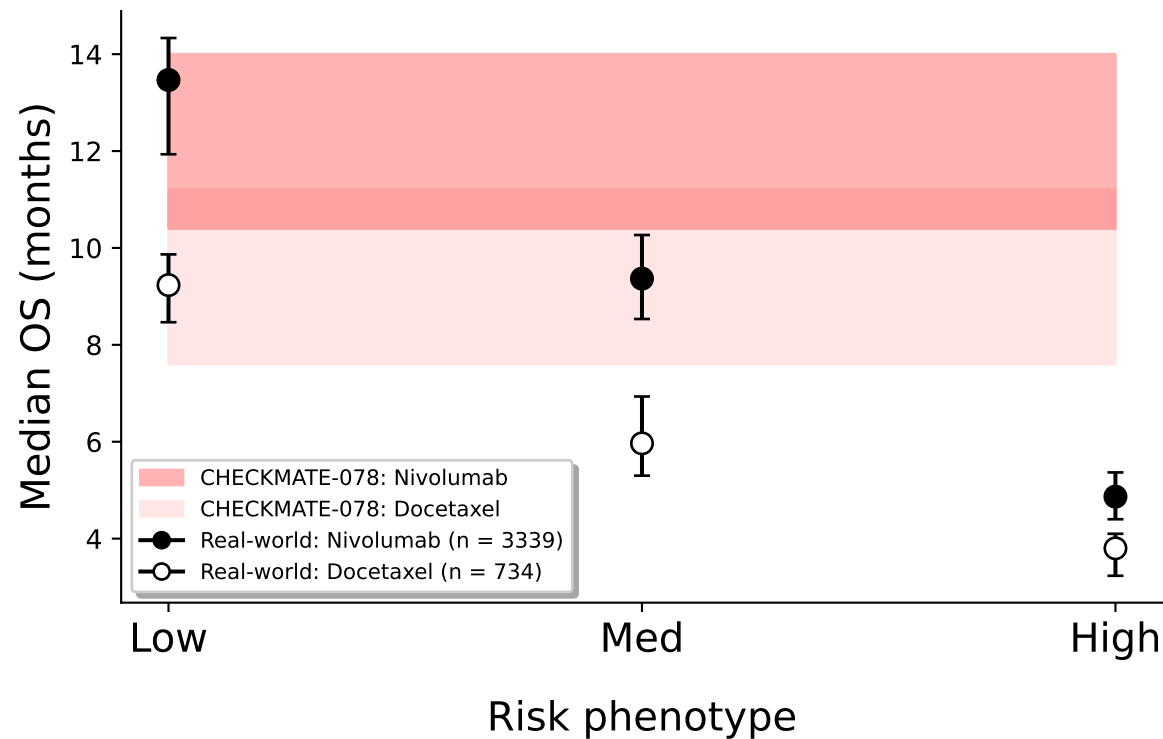 Median OS (months)
14
12
10
8
6
4
CHECKMATE-078: Nivolumab
CHECKMATE-078: Docetaxel
Real-world: Nivolumab (n = 3339)
Real-world: Docetaxel (n = 734)
Low Med High
Risk phenotype